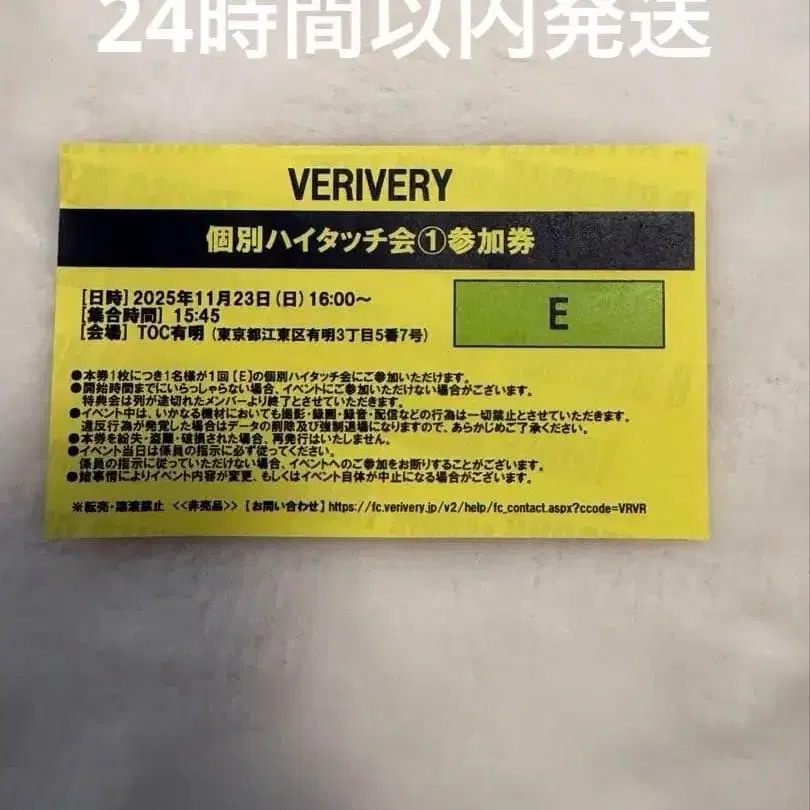 24時間以内発送
VERIVERY
個別ハイタッチ会①参加券
[日時] 2025年11月23日(日) 16:00～
[集合時間] 15:45
[会場] TOC有明 (東京都江東区有明3丁目5番7号)
E
●本券1枚につき1名様が1回【E】の個別ハイタッチ会にご参加いただけます。
●開始時間までにいらっしゃらない場合、イベントにご参加いただけない場合がございます。
特典会は列が途切れたメンバーより終了とさせていただきます。
●イベント中は、いかなる機材においても撮影・録画・録音・配信などの行為は一切禁止とさせていただきます。
違反行為が発覚した場合はデータの削除及び強制退場になりますので、あらかじめご了承ください。
●本券を紛失・盗難・破損された場合、再発行はいたしません。
●イベント当日は係員の指示に必ず従ってください。
係員の指示に従っていただけない場合、イベントへのご参加をお断りすることがございます。
●諸事情によりイベント内容が変更、もしくはイベント自体が中止になる場合がございます。
※転売・譲渡禁止 <<非売品>> 【お問い合わせ】https://fc.verivery.jp/v2/help/fc_contact.aspx?ccode=VRVR